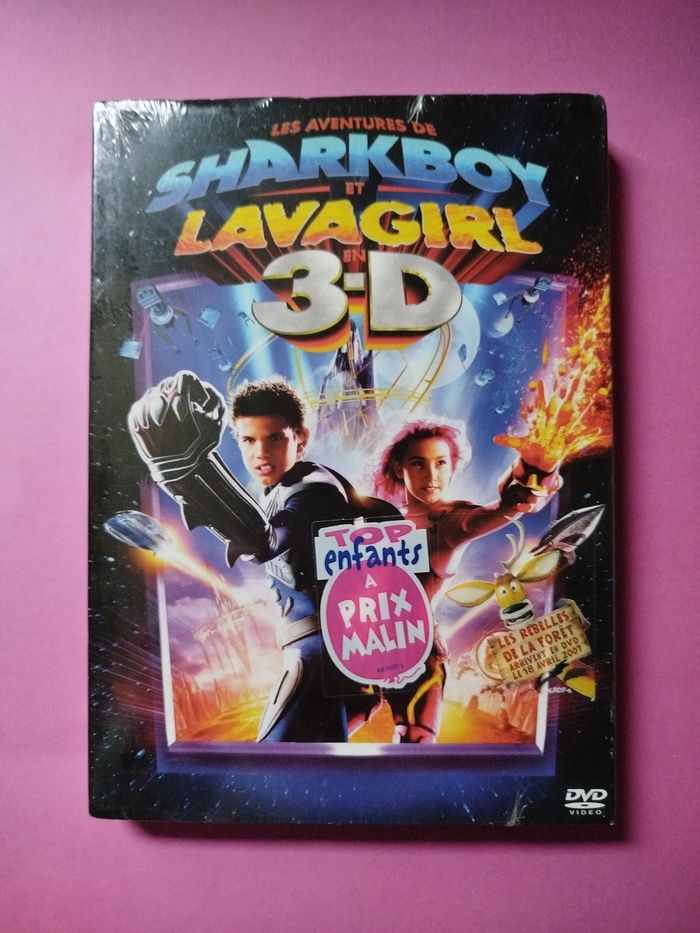 LES AVENTURES DE
SHARKBOY
ET
LAVAGIRL
EN
3-D
TOP
enfants
A
PRIX
MALIN
LES REBELLES
DE LA FORÊT
ARRIVENT EN DVD
LE 18 AVRIL 2007
DVD
VIDEO